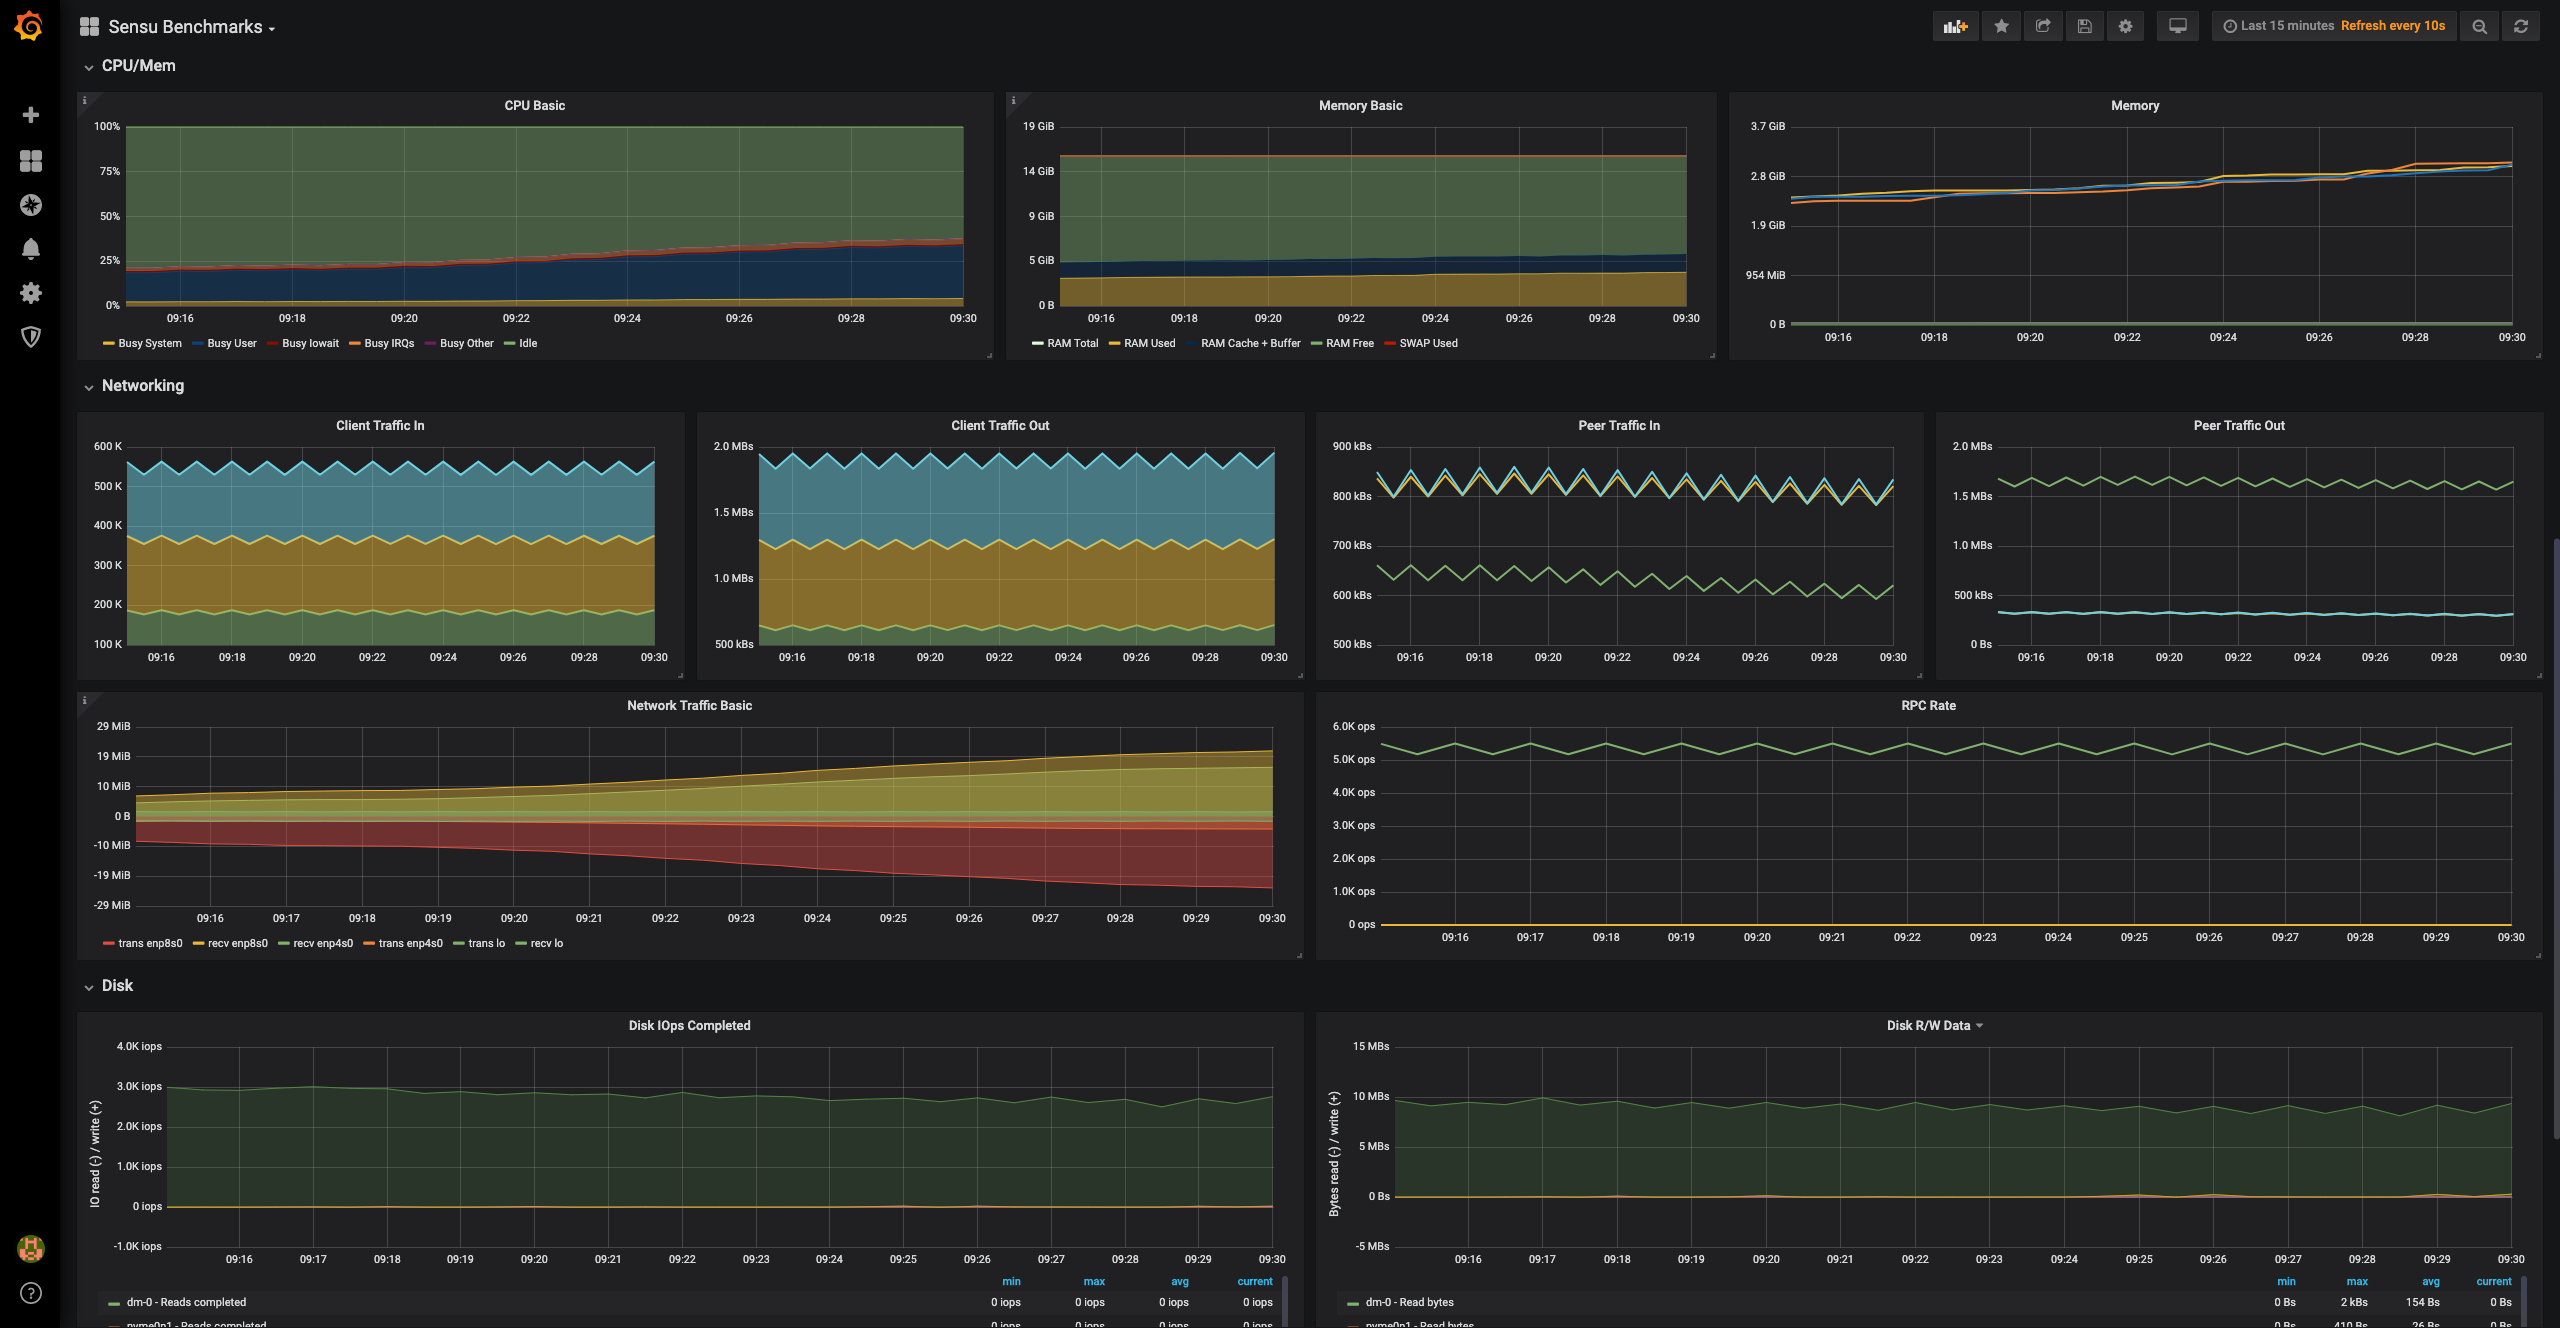 Sensu Benchmarks
Last 15 minutes Refresh every 10s
CPU/Mem
CPU Basic
100%
75%
50%
25%
0%
09:16 09:18 09:20 09:22 09:24 09:26 09:28 09:30
Busy System Busy User Busy Iowait Busy IRQs Busy Other Idle
Memory Basic
19 GiB
14 GiB
9 GiB
5 GiB
0 B
09:16 09:18 09:20 09:22 09:24 09:26 09:28 09:30
RAM Total RAM Used RAM Cache + Buffer RAM Free SWAP Used
Memory
3.7 GiB
2.8 GiB
1.9 GiB
954 MiB
0 B
09:16 09:18 09:20 09:22 09:24 09:26 09:28 09:30
Networking
Client Traffic In
600 K
500 K
400 K
300 K
200 K
100 K
09:16 09:18 09:20 09:22 09:24 09:26 09:28 09:30
Client Traffic Out
2.0 MBs
1.5 MBs
1.0 MBs
500 kBs
09:16 09:18 09:20 09:22 09:24 09:26 09:28 09:30
Peer Traffic In
900 kBs
800 kBs
700 kBs
600 kBs
500 kBs
09:16 09:18 09:20 09:22 09:24 09:26 09:28 09:30
Peer Traffic Out
2.0 MBs
1.5 MBs
1.0 MBs
500 kBs
0 Bs
09:16 09:18 09:20 09:22 09:24 09:26 09:28 09:30
Network Traffic Basic
29 MiB
19 MiB
10 MiB
0 B
-10 MiB
-19 MiB
-29 MiB
09:16 09:17 09:18 09:19 09:20 09:21 09:22 09:23 09:24 09:25 09:26 09:27 09:28 09:29 09:30
trans enp8s0 recv enp8s0 recv enp4s0 trans enp4s0 trans lo recv lo
RPC Rate
6.0K ops
5.0K ops
4.0K ops
3.0K ops
2.0K ops
1.0K ops
0 ops
09:16 09:17 09:18 09:19 09:20 09:21 09:22 09:23 09:24 09:25 09:26 09:27 09:28 09:29 09:30
Disk
Disk IOps Completed
IO read (-) / write (+)
4.0K iops
3.0K iops
2.0K iops
1.0K iops
0 iops
-1.0K iops
09:16 09:17 09:18 09:19 09:20 09:21 09:22 09:23 09:24 09:25 09:26 09:27 09:28 09:29 09:30
min max avg current
dm-0 - Reads completed 0 iops 0 iops 0 iops 0 iops
nvme0n1 - Reads completed 0 iops 0 iops 0 iops 0 iops
Disk R/W Data
Bytes read (-) / write (+)
15 MBs
10 MBs
5 MBs
0 Bs
-5 MBs
09:16 09:17 09:18 09:19 09:20 09:21 09:22 09:23 09:24 09:25 09:26 09:27 09:28 09:29 09:30
min max avg current
dm-0 - Read bytes 0 Bs 2 kBs 154 Bs 0 Bs
nvme0n1 - Read bytes 0 Bs 410 Bs 26 Bs 0 Bs